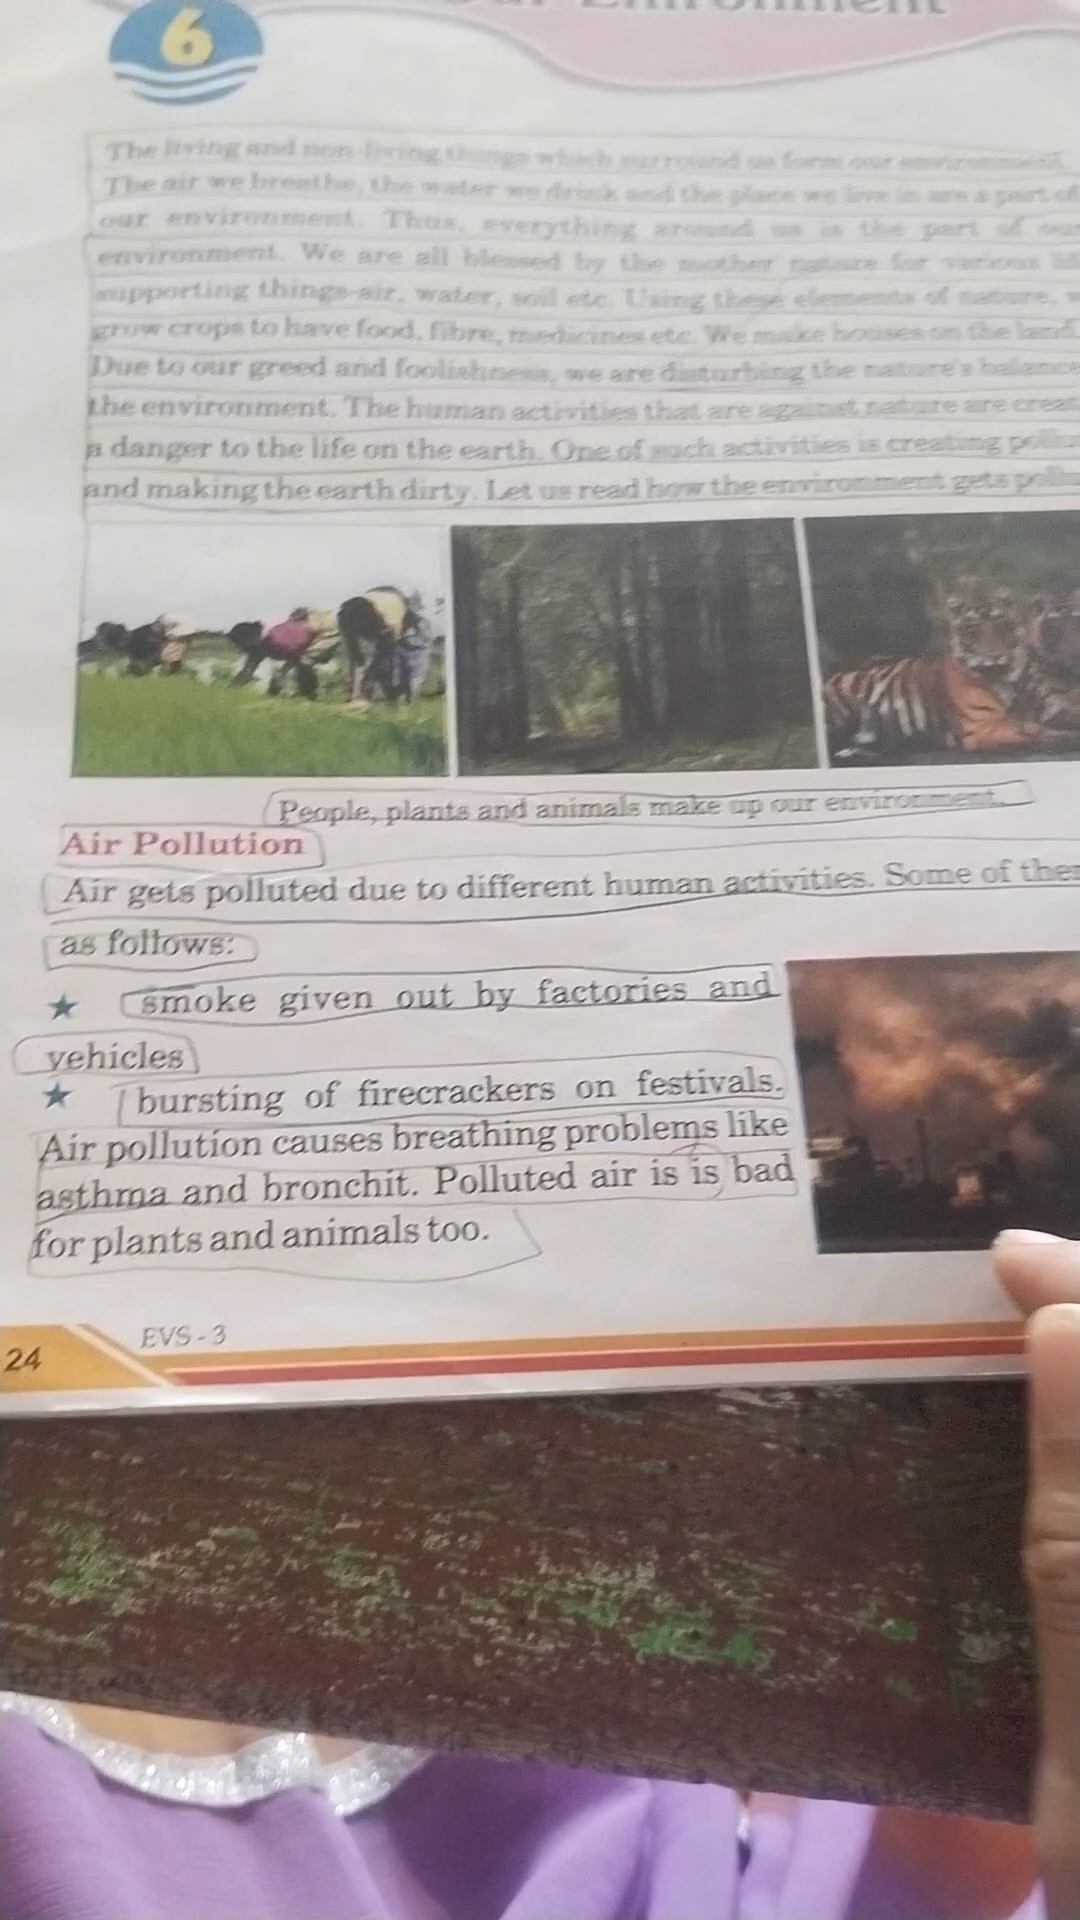 6
The living and non-living things which surround us form our environment.
The air we breathe, the water we drink and the place we live in are a part of
our environment. Thus, everything around us is the part of our
environment. We are all blessed by the mother nature for various
supporting things-air, water, soil etc. Using these elements of nature,
grow crops to have food, fibre, medicines etc. We make houses on the land.
Due to our greed and foolishness, we are disturbing the nature's balance
the environment. The human activities that are against nature are
a danger to the life on the earth. One of such activities is creating
and making the earth dirty. Let us read how the environment gets
People, plants and animals make up our environment.
Air Pollution
Air gets polluted due to different human activities. Some of
as follows:
★ smoke given out by factories and
vehicles
★ bursting of firecrackers on festivals.
Air pollution causes breathing problems like
asthma and bronchit. Polluted air is is bad
for plants and animals too.
EVS - 3
24